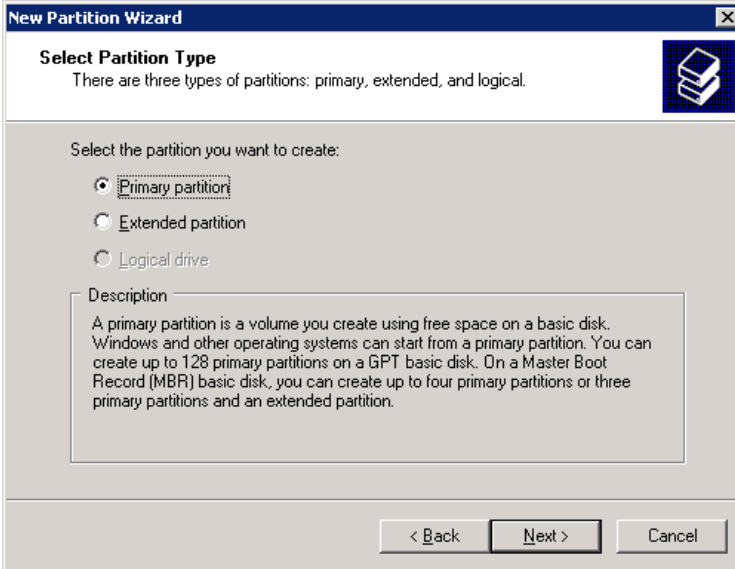 New Partition Wizard
Select Partition Type
There are three types of partitions: primary, extended, and logical.
Select the partition you want to create:
Primary partition
Extended partition
Logical drive
Description
A primary partition is a volume you create using free space on a basic disk.
Windows and other operating systems can start from a primary partition. You can
create up to 128 primary partitions on a GPT basic disk. On a Master Boot
Record (MBR) basic disk, you can create up to four primary partitions or three
primary partitions and an extended partition.
< Back
Next >
Cancel